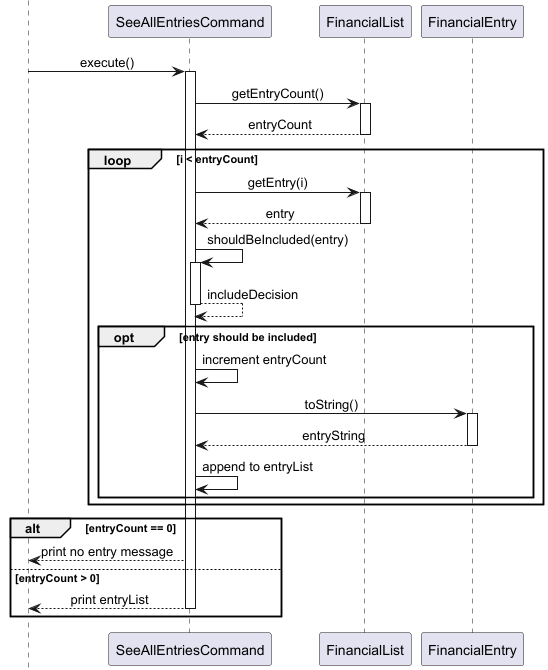 SeeAllEntriesCommand FinancialList FinancialEntry
execute()
getEntryCount()
entryCount
loop [i < entryCount]
getEntry(i)
entry
shouldBeIncluded(entry)
includeDecision
opt [entry should be included]
increment entryCount
toString()
entryString
append to entryList
alt [entryCount == 0]
print no entry message
[entryCount > 0]
print entryList
SeeAllEntriesCommand FinancialList FinancialEntry